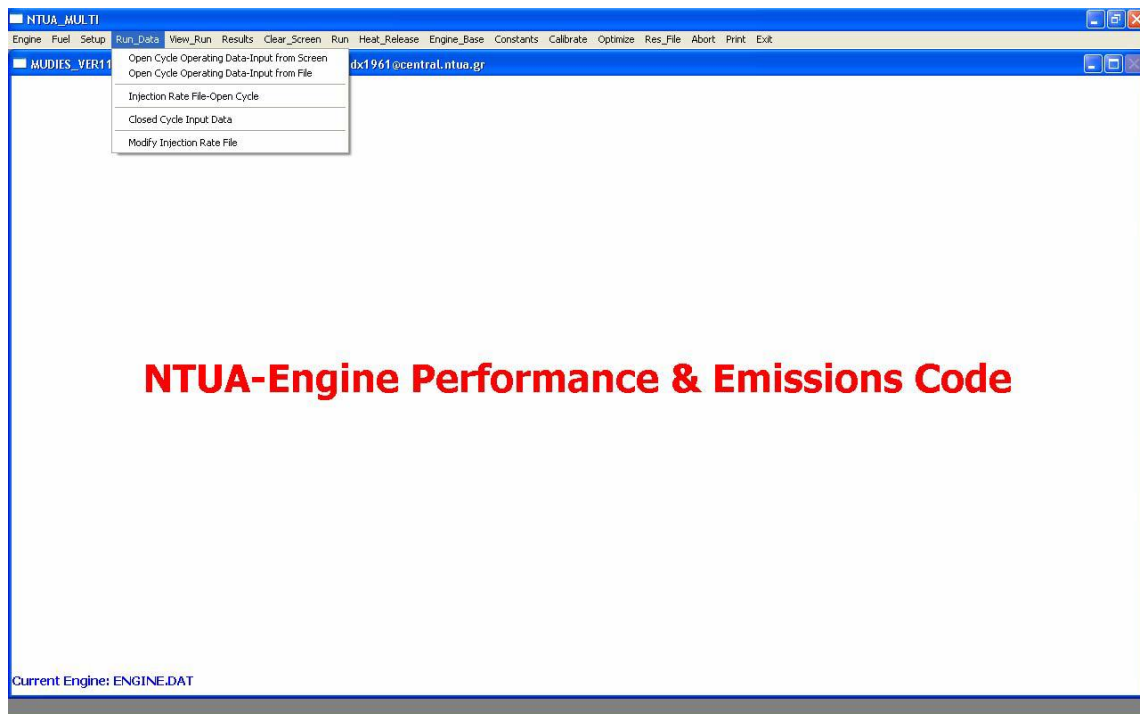 NTUA_MULTI
Engine Fuel Setup Run_Data View_Run Results Clear_Screen Run Heat_Release Engine_Base Constants Calibrate Optimize Res_File Abort Print Exit
MUDIES_VER11 dx1961@central.ntua.gr
Open Cycle Operating Data-Input from Screen
Open Cycle Operating Data-Input from File
Injection Rate File-Open Cycle
Closed Cycle Input Data
Modify Injection Rate File
NTUA-Engine Performance & Emissions Code
Current Engine: ENGINE.DAT